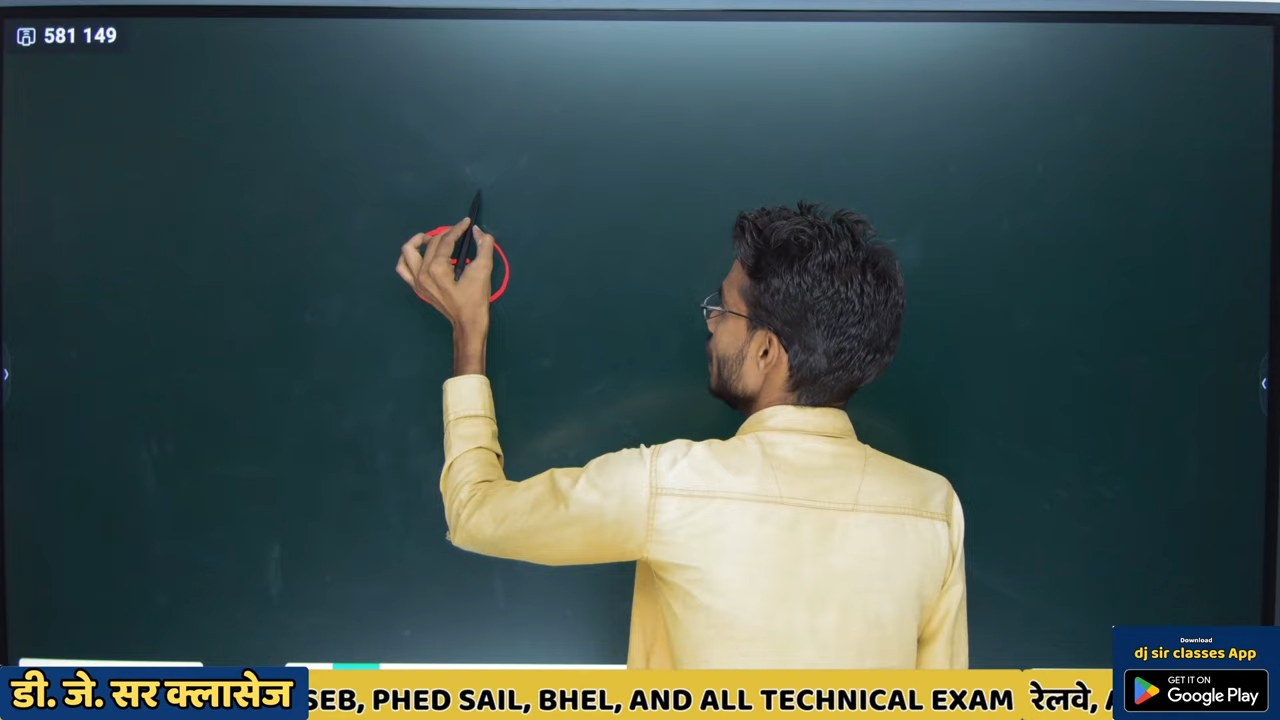 581 149
Download
dj sir classes App
GET IT ON
Google Play
डी. जे. सर क्लासेज
SEB, PHED SAIL, BHEL, AND ALL TECHNICAL EXAM रेलवे,